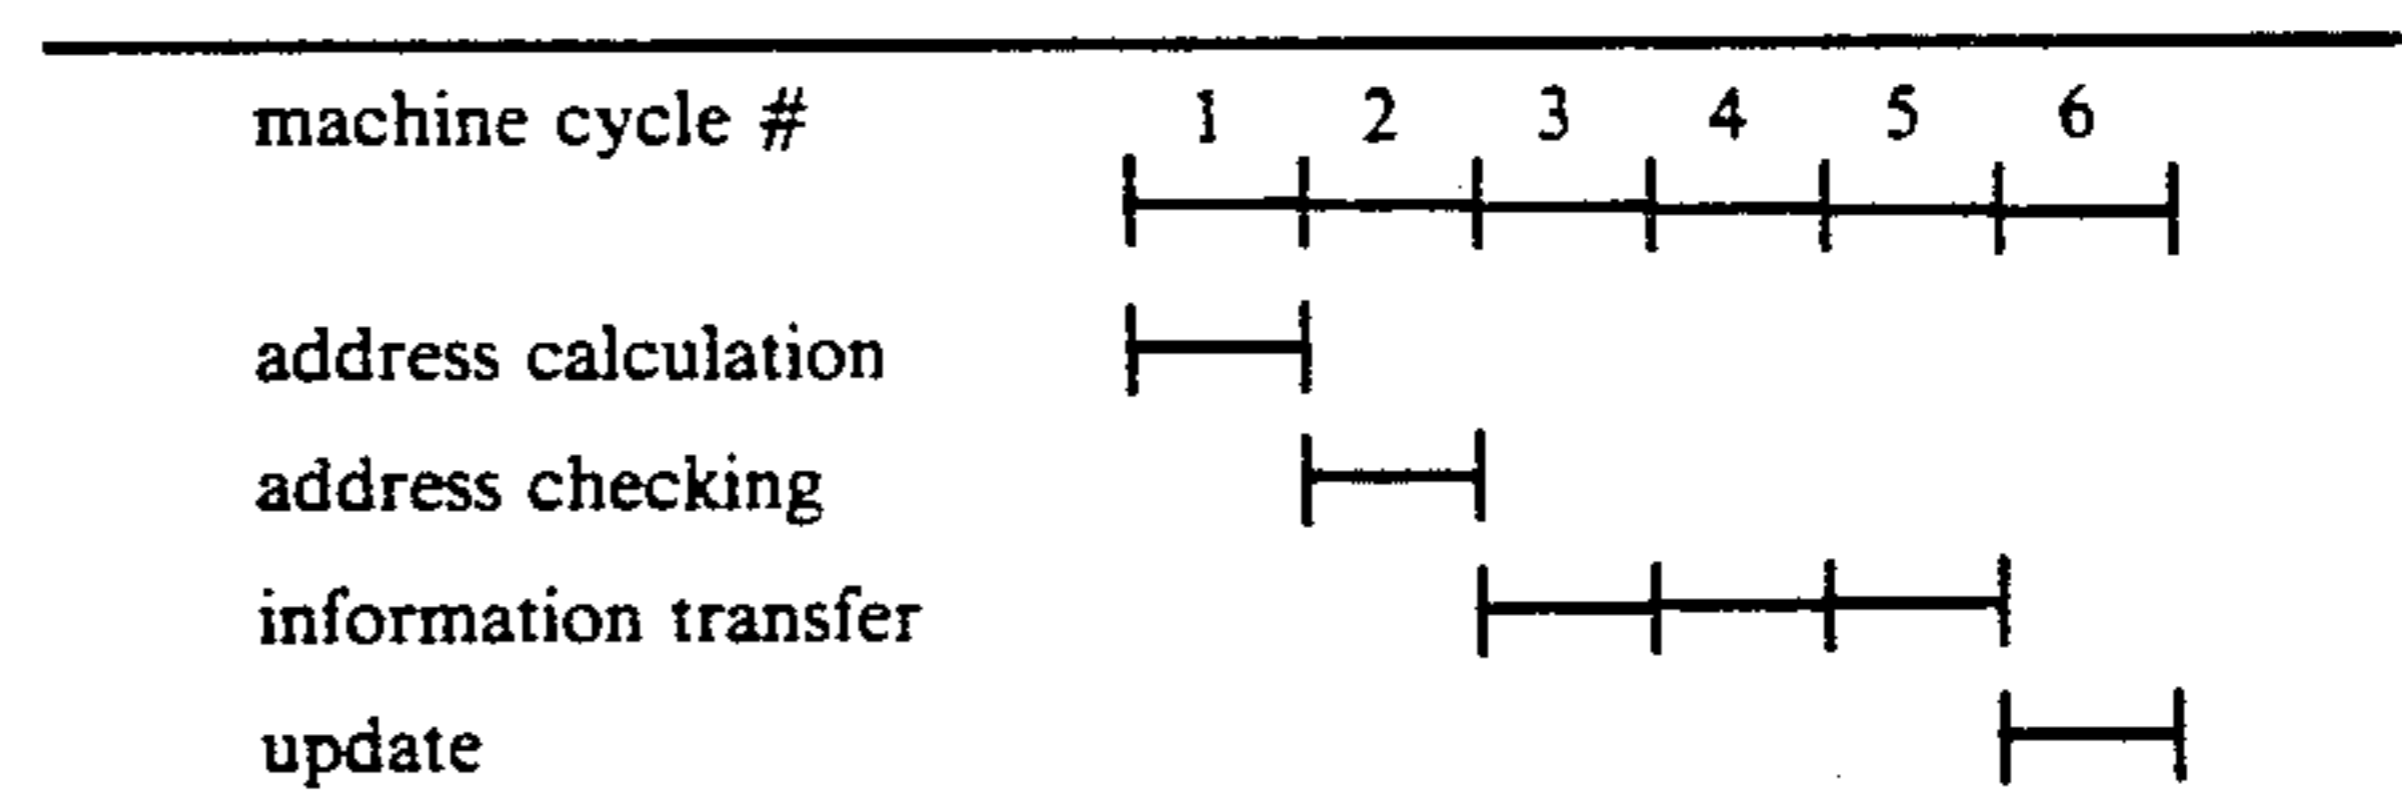 machine cycle # 1 2 3 4 5 6
address calculation
address checking
information transfer
update